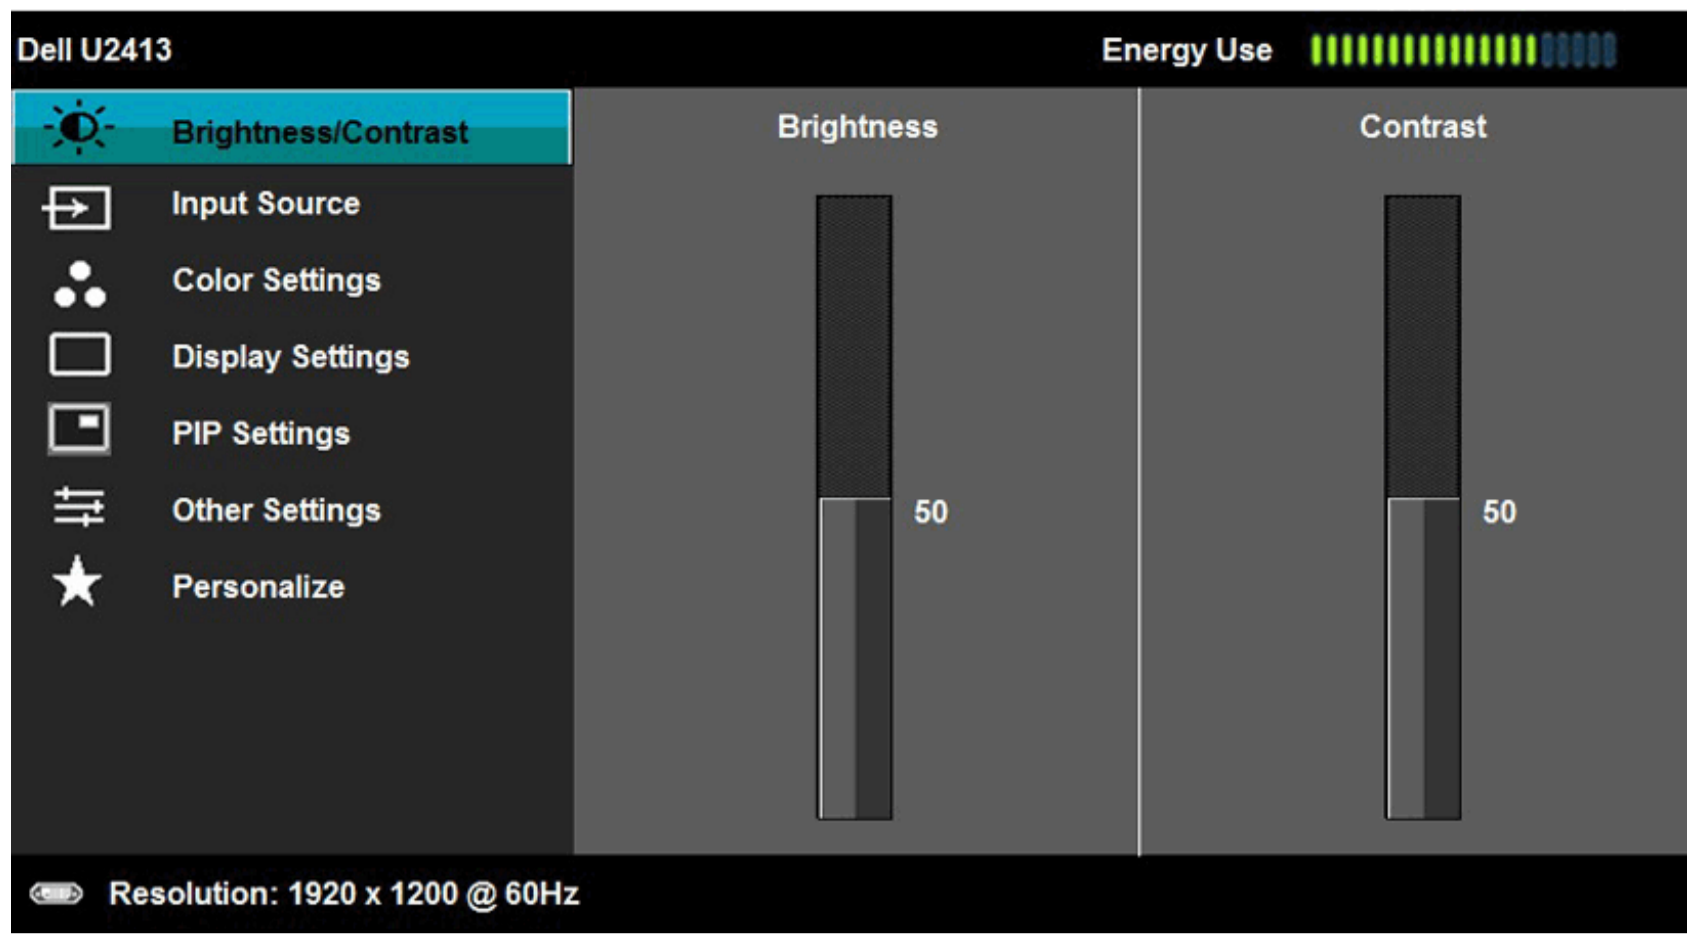 Dell U2413
Energy Use
Brightness/Contrast
Input Source
Color Settings
Display Settings
PIP Settings
Other Settings
Personalize
Brightness
50
Contrast
50
Resolution: 1920 x 1200 @ 60Hz